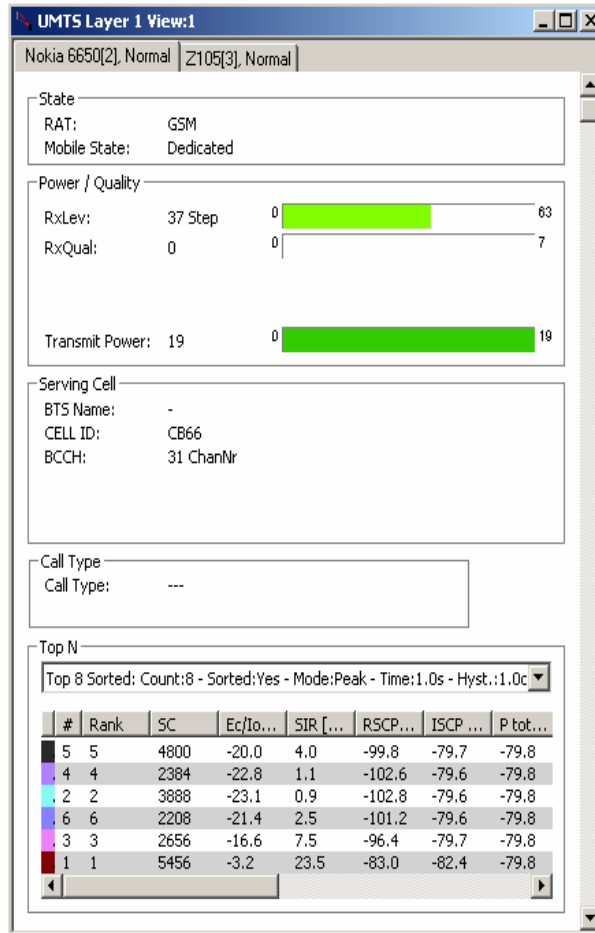 UMTS Layer 1 View:1
Nokia 6650[2], Normal Z105[3], Normal
State
RAT: GSM
Mobile State: Dedicated
Power / Quality
RxLev: 37 Step 0 63
RxQual: 0 0 7
Transmit Power: 19 0 19
Serving Cell
BTS Name: -
CELL ID: CB66
BCCH: 31 ChanNr
Call Type
Call Type: ---
Top N
Top 8 Sorted: Count:8 - Sorted:Yes - Mode:Peak - Time:1.0s - Hyst.:1.0c
# Rank SC Ec/Io... SIR [... RSCP... ISCP ... P tot...
5 5 4800 -20.0 4.0 -99.8 -79.7 -79.8
4 4 2384 -22.8 1.1 -102.6 -79.6 -79.8
2 2 3888 -23.1 0.9 -102.8 -79.6 -79.8
6 6 2208 -21.4 2.5 -101.2 -79.6 -79.8
3 3 2656 -16.6 7.5 -96.4 -79.7 -79.8
1 1 5456 -3.2 23.5 -83.0 -82.4 -79.8